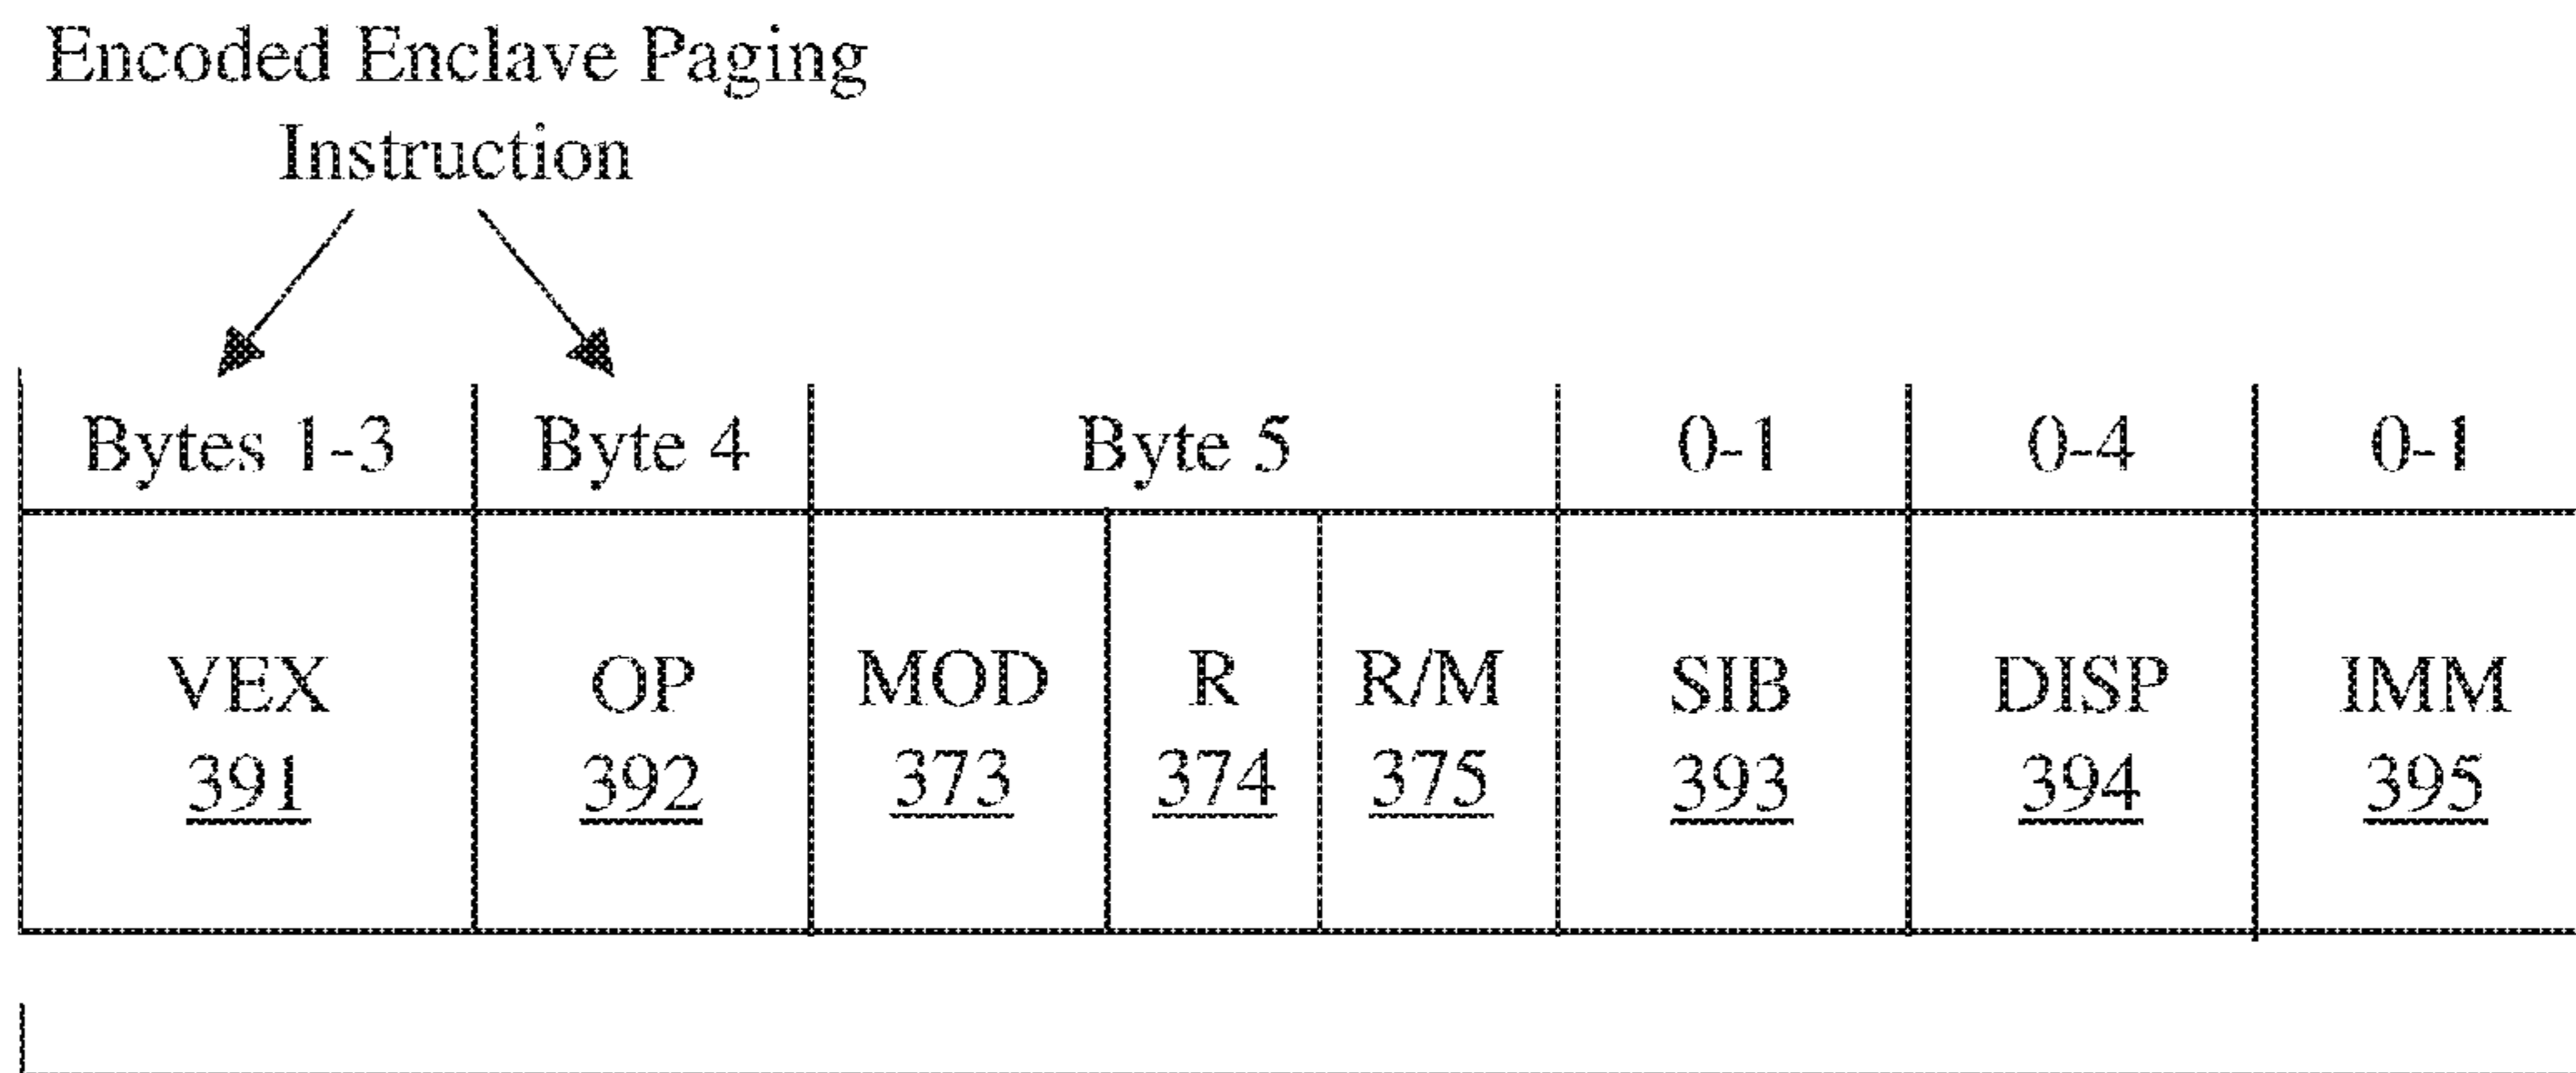 Encoded Enclave Paging
Instruction
Bytes 1-3 Byte 4 Byte 5 0-1 0-4 0-1
VEX OP MOD R R/M SIB DISP IMM
391 392 373 374 375 393 394 395